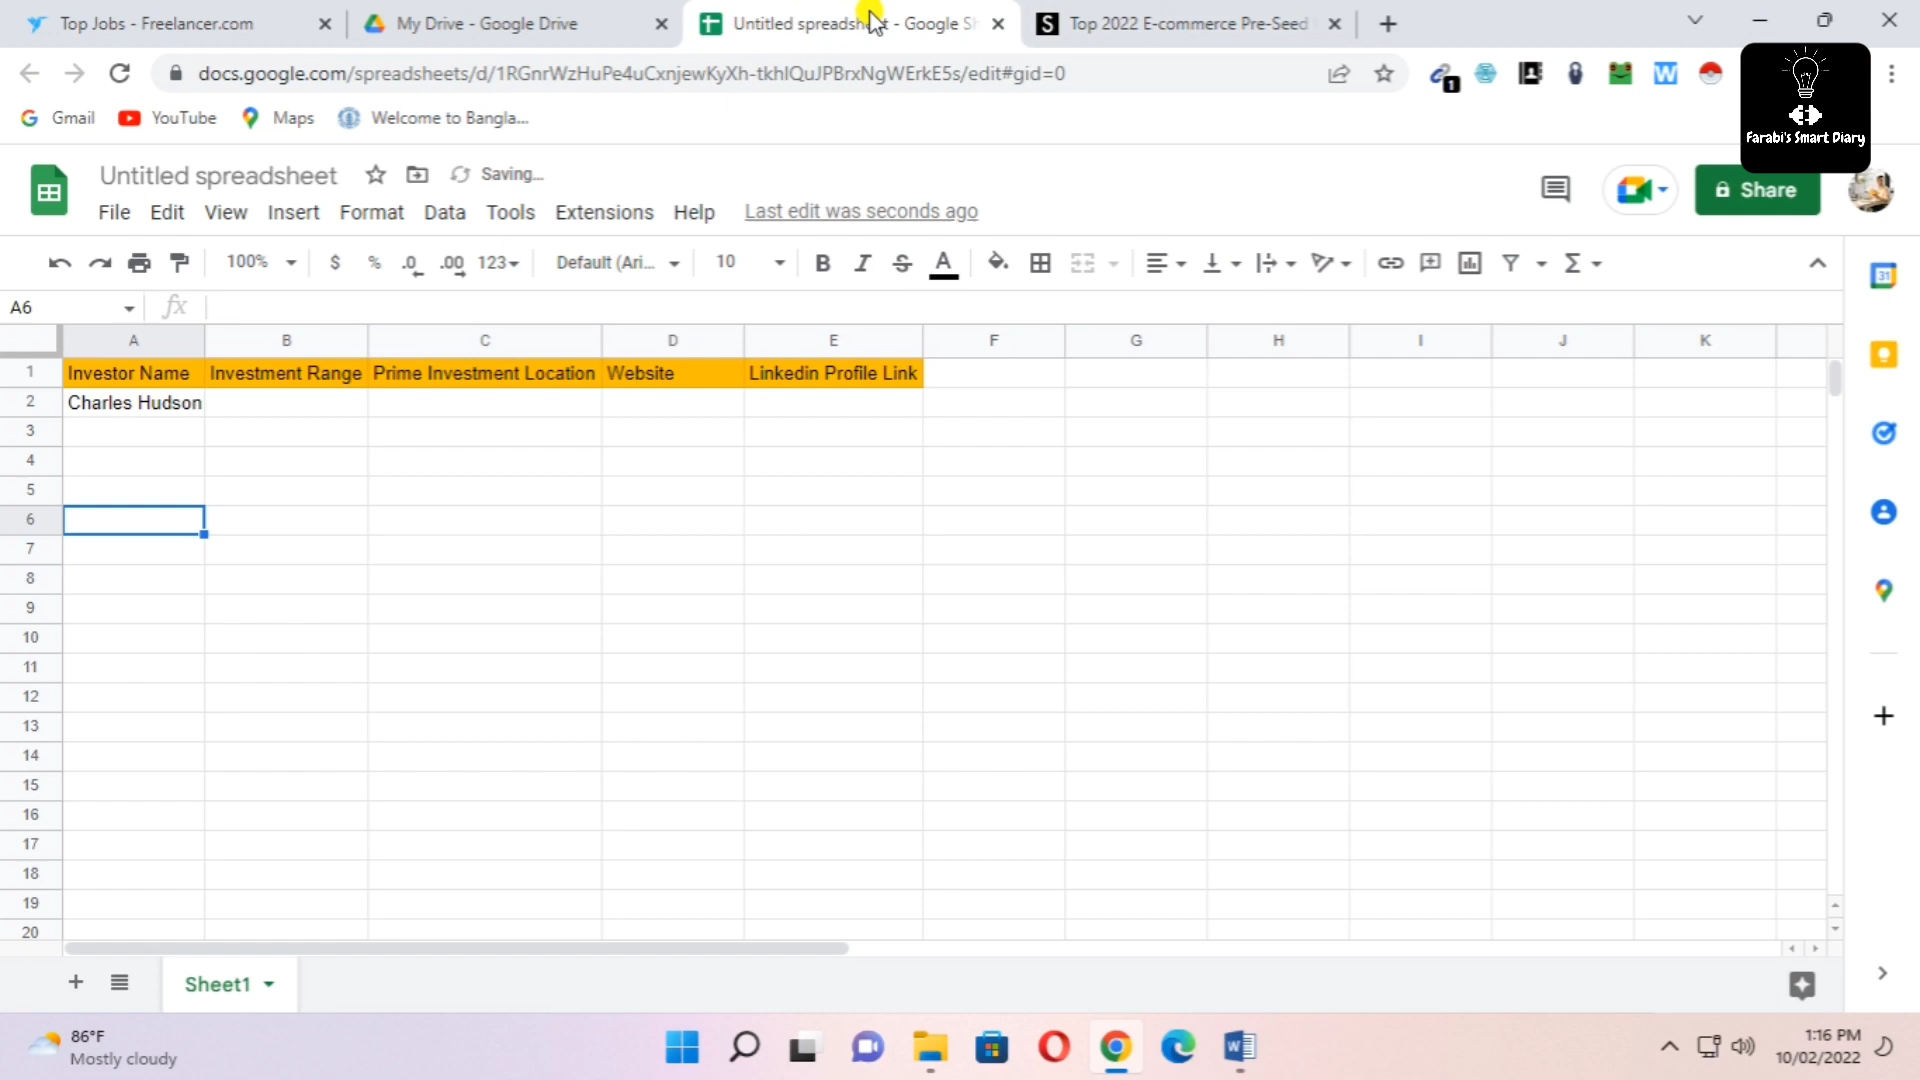 Top Jobs - Freelancer.com
My Drive - Google Drive
Untitled spreadsheet - Google Sh
Top 2022 E-commerce Pre-Seed
docs.google.com/spreadsheets/d/1RGnrWzHuPe4uCxnjewKyXh-tkhIQuJPBrxNgWErkE5s/edit#gid=0
1
Gmail
YouTube
Maps
Welcome to Bangla...
Farabi's Smart Diary
Untitled spreadsheet
Saving...
Share
File Edit View Insert Format Data Tools Extensions Help
Last edit was seconds ago
100% $ % .0 .00 123 Default (Ari... 10 B I S A
A6 fx
A B C D E F G H I J K
1 Investor Name Investment Range Prime Investment Location Website Linkedin Profile Link
2 Charles Hudson
3
4
5
6
7
8
9
10
11
12
13
14
15
16
17
18
19
20
31
Sheet1
86°F
Mostly cloudy
1:16 PM
10/02/2022